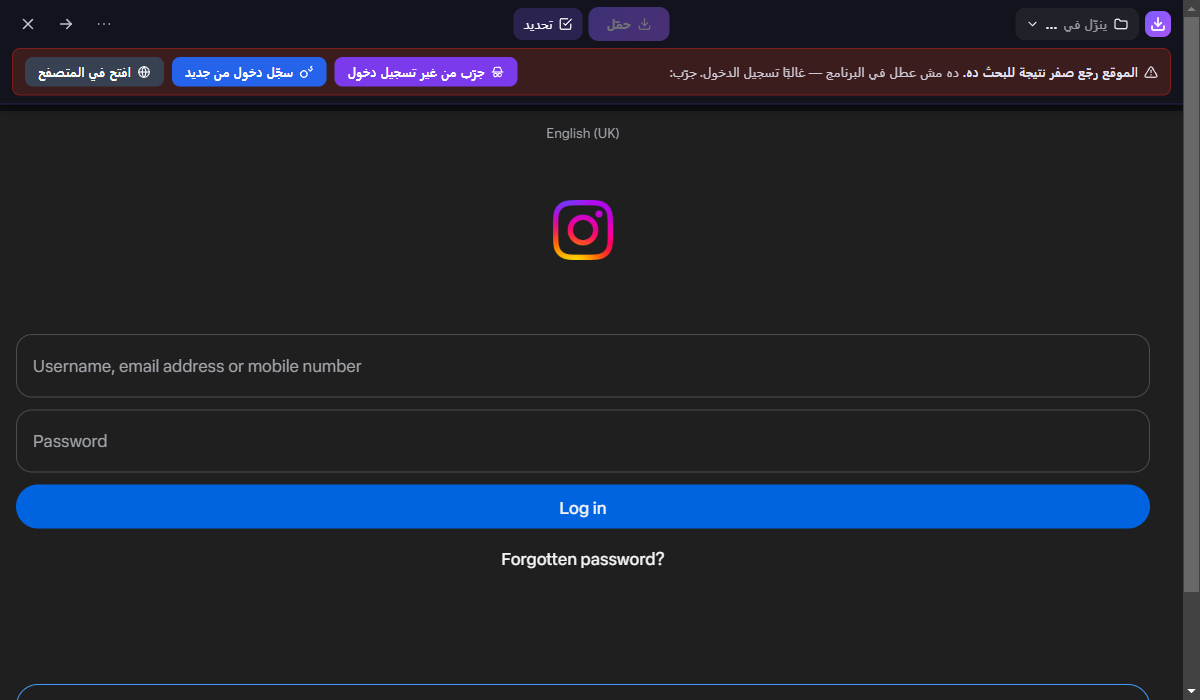 ينزّل في ...
حمّل
تحديد
الموقع رجّع صفر نتيجة للبحث ده. ده مش عطل في البرنامج — غالبًا تسجيل الدخول. جرّب:
جرّب من غير تسجيل دخول
سجّل دخول من جديد
افتح في المتصفح
English (UK)
Username, email address or mobile number
Password
Log in
Forgotten password?